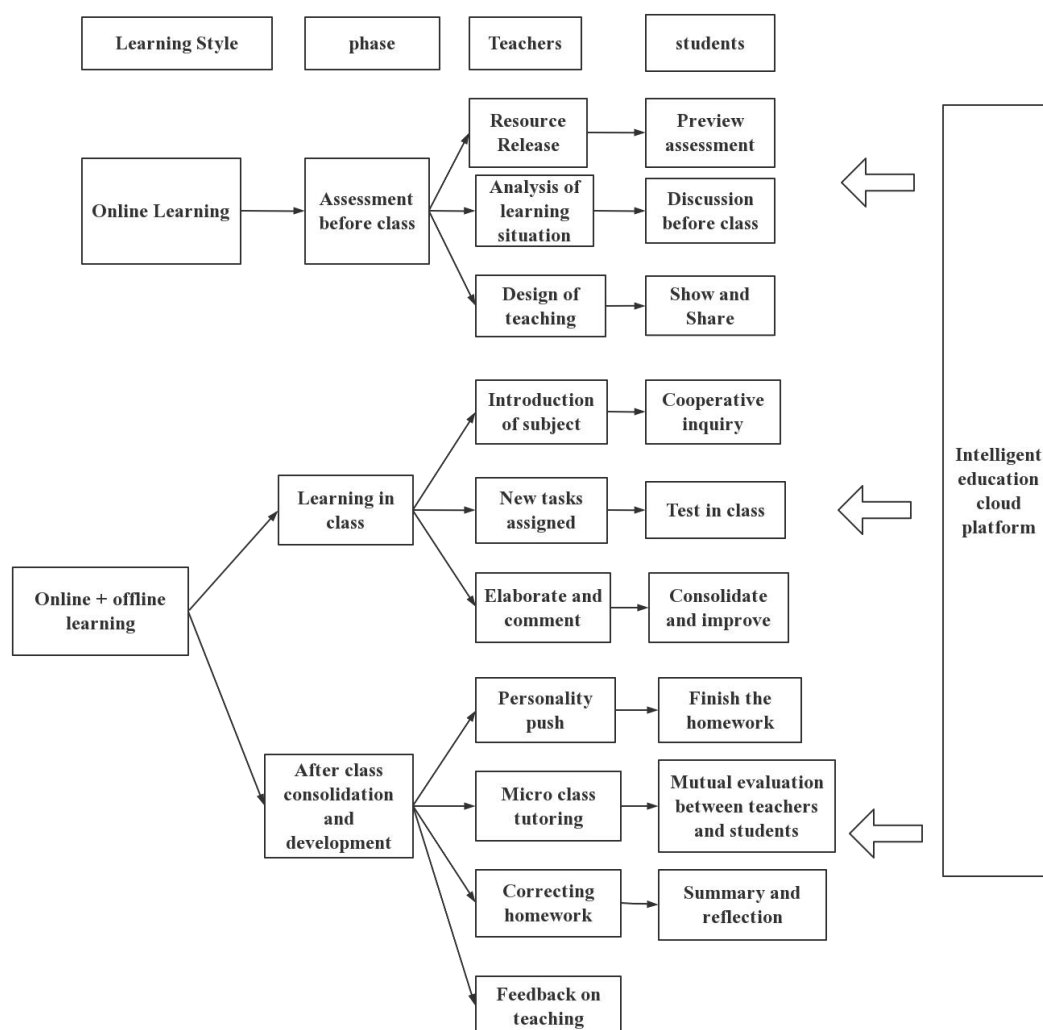 Learning Style
phase
Teachers
students
Resource
Release
Preview
assessment
Online Learning
Assessment
before class
Analysis of
learning
situation
Discussion
before class
Design of
teaching
Show and
Share
Introduction
of subject
Cooperative
inquiry
Learning in
class
New tasks
assigned
Test in class
Intelligent
education
cloud
platform
Online + offline
learning
Elaborate and
comment
Consolidate
and improve
Personality
push
Finish the
homework
After class
consolidation
and
development
Micro class
tutoring
Mutual evaluation
between teachers
and students
Correcting
homework
Summary and
reflection
Feedback on
teaching